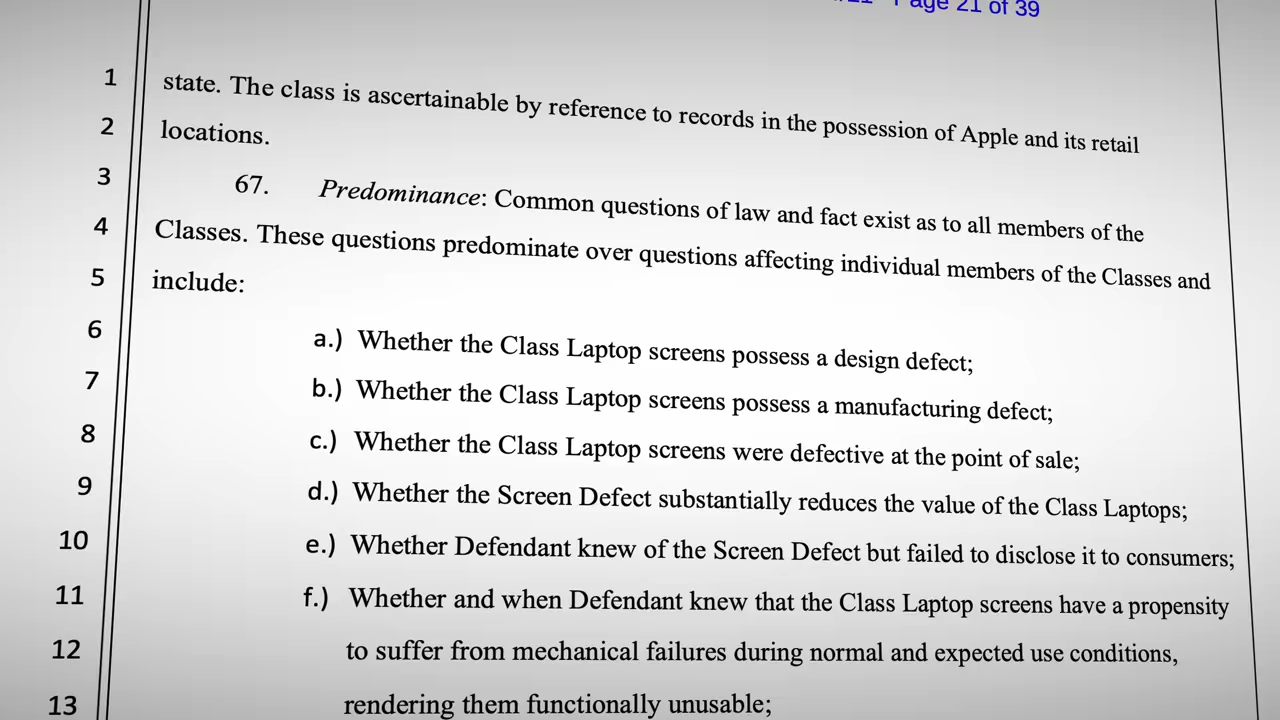 Page 21 of 39
1 state. The class is ascertainable by reference to records in the possession of Apple and its retail
2 locations.
3 67. Predominance: Common questions of law and fact exist as to all members of the
4 Classes. These questions predominate over questions affecting individual members of the Classes and
5 include:
6 a.) Whether the Class Laptop screens possess a design defect;
7 b.) Whether the Class Laptop screens possess a manufacturing defect;
8 c.) Whether the Class Laptop screens were defective at the point of sale;
9 d.) Whether the Screen Defect substantially reduces the value of the Class Laptops;
10 e.) Whether Defendant knew of the Screen Defect but failed to disclose it to consumers;
11 f.) Whether and when Defendant knew that the Class Laptop screens have a propensity
12 to suffer from mechanical failures during normal and expected use conditions,
13 rendering them functionally unusable;